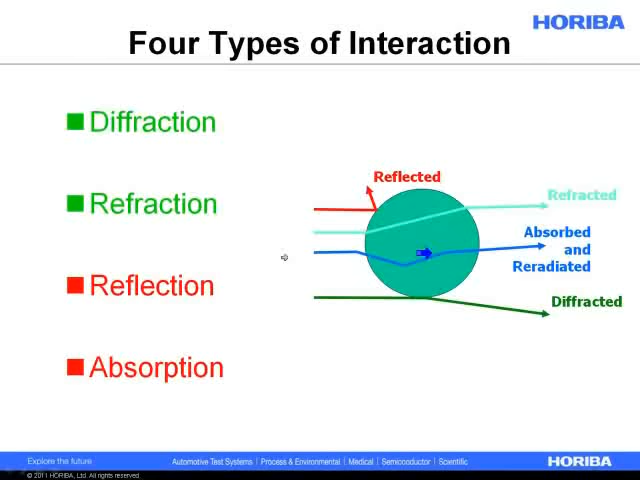 HORIBA
Four Types of Interaction
Diffraction
Refraction
Reflection
Absorption
Reflected
Refracted
Absorbed
and
Reradiated
Diffracted
Explore the future
Automotive Test Systems | Process & Environmental | Medical | Semiconductor | Scientific
HORIBA
© 2011 HORIBA, Ltd. All rights reserved.